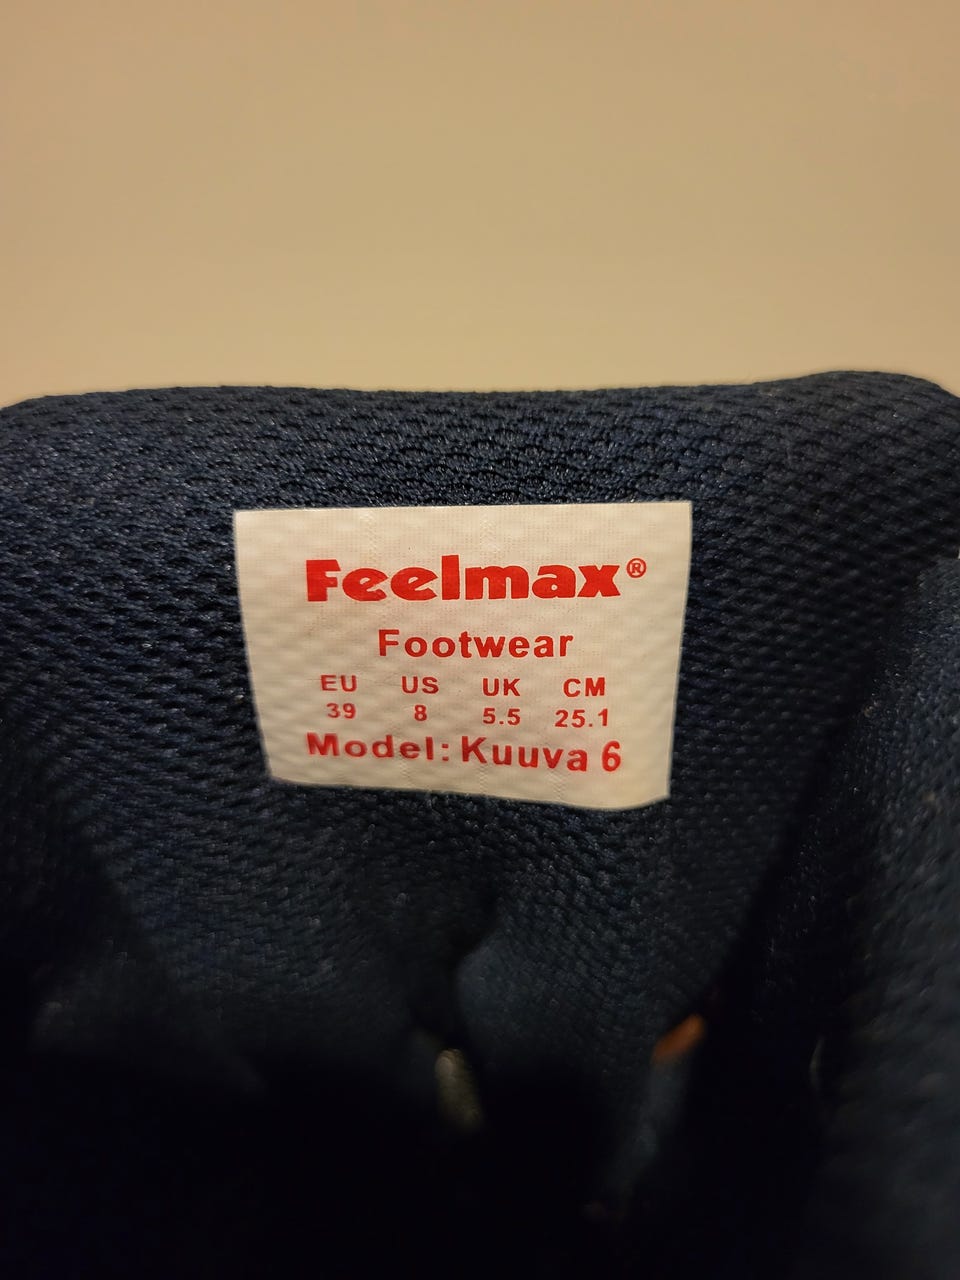 Feelmax®
Footwear
EU US UK CM
39 8 5.5 25.1
Model: Kuuva 6